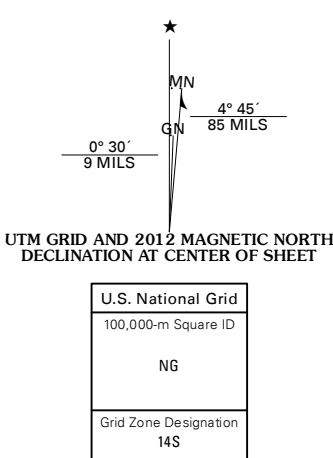 MN
4° 45´
85 MILS
GN
0° 30´
9 MILS
UTM GRID AND 2012 MAGNETIC NORTH
DECLINATION AT CENTER OF SHEET
U.S. National Grid
100,000-m Square ID
NG
Grid Zone Designation
14S